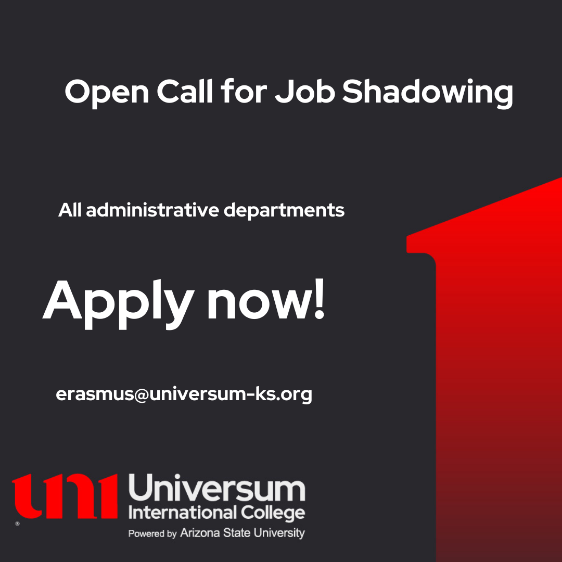 Open Call for Job Shadowing
All administrative departments
Apply now!
erasmus@universum-ks.org
uni Universum
International College
® Powered by Arizona State University